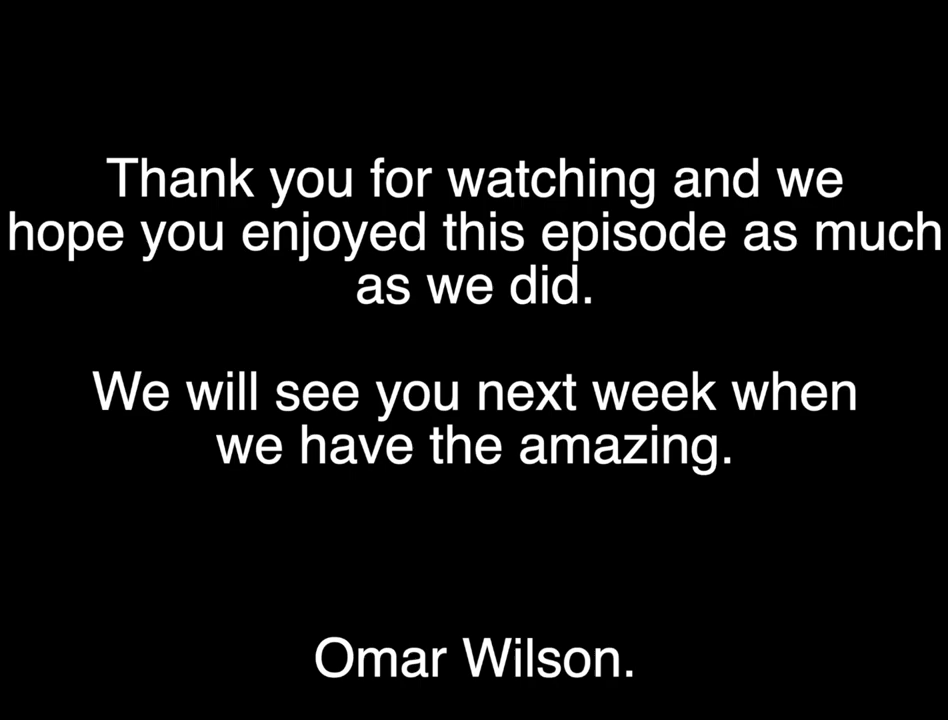 Thank you for watching and we
hope you enjoyed this episode as much
as we did.
We will see you next week when
we have the amazing.
Omar Wilson.